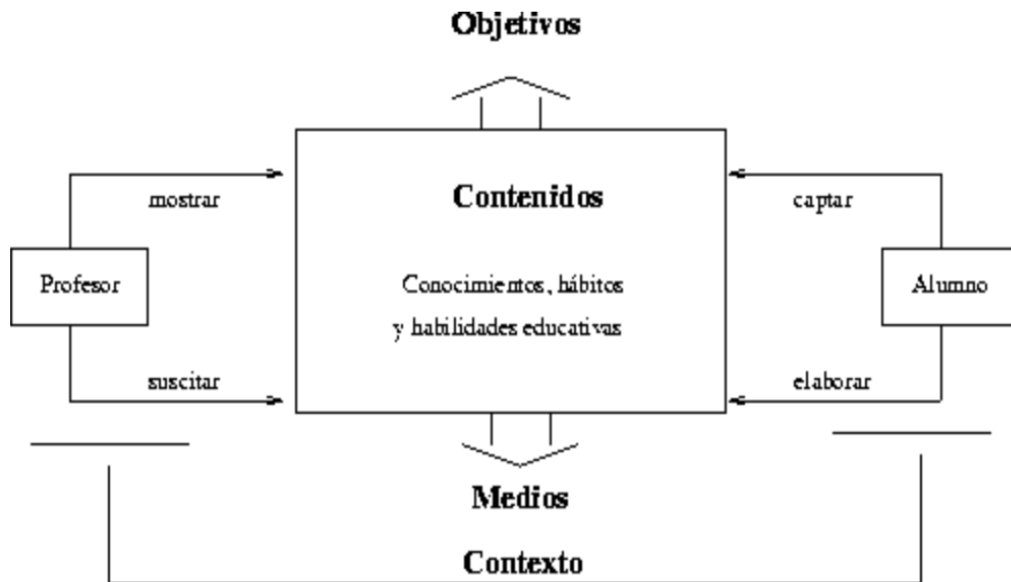 Objetivos
mostrar
Contenidos
captar
Profesor
Conocimientos, hábitos
y habilidades educativas
Alumno
suscitar
elaborar
Medios
Contexto